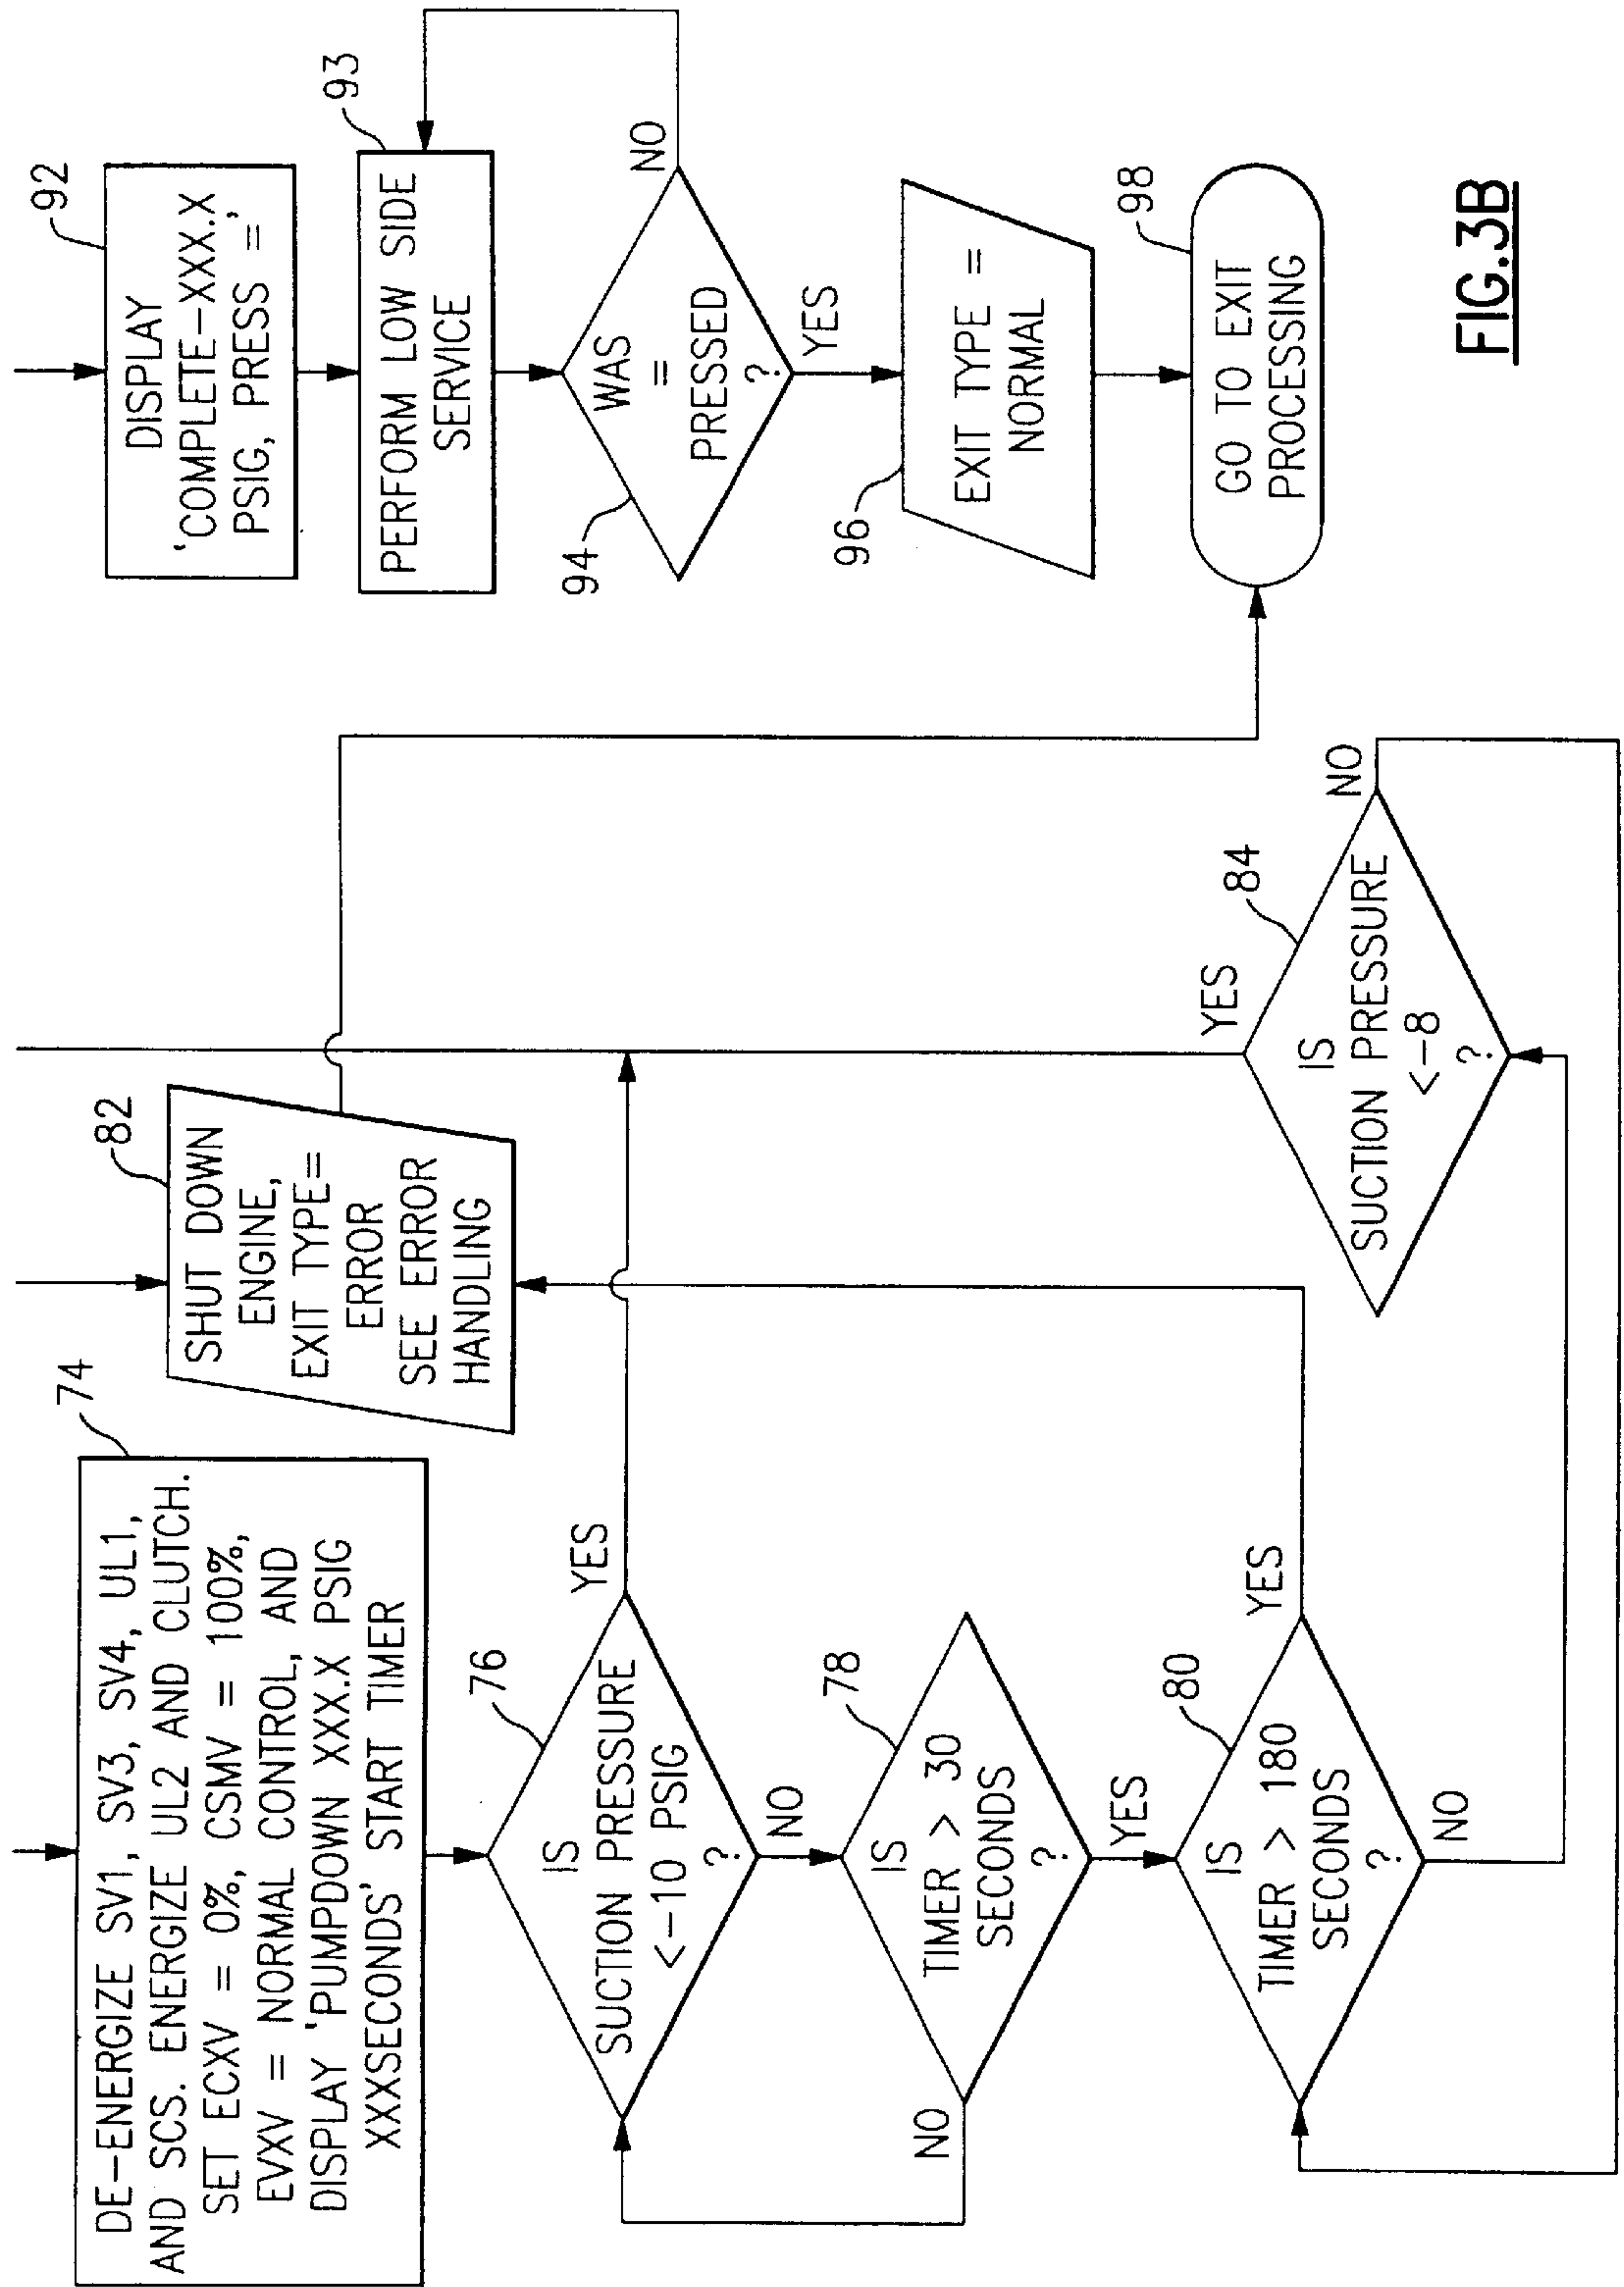 74
DE-ENERGIZE SV1, SV3, SV4, UL1,
AND SCS. ENERGIZE UL2 AND CLUTCH.
SET ECXV = 0%, CSMV = 100%,
EVXV = NORMAL CONTROL, AND
DISPLAY 'PUMPDOWN XXX.X PSIG
XXXSECONDS' START TIMER
76
IS
SUCTION PRESSURE
<-10 PSIG
?
YES
NO
78
IS
TIMER > 30
SECONDS
?
NO
YES
80
IS
TIMER > 180
SECONDS
?
YES
NO
82
SHUT DOWN
ENGINE,
EXIT TYPE=
ERROR
SEE ERROR
HANDLING
84
YES
IS
SUCTION PRESSURE
<-8
?
NO
92
DISPLAY
'COMPLETE-XXX.X
PSIG, PRESS ='
93
PERFORM LOW SIDE
SERVICE
94
WAS
=
PRESSED
?
NO
YES
96
EXIT TYPE =
NORMAL
98
GO TO EXIT
PROCESSING
FIG.3B